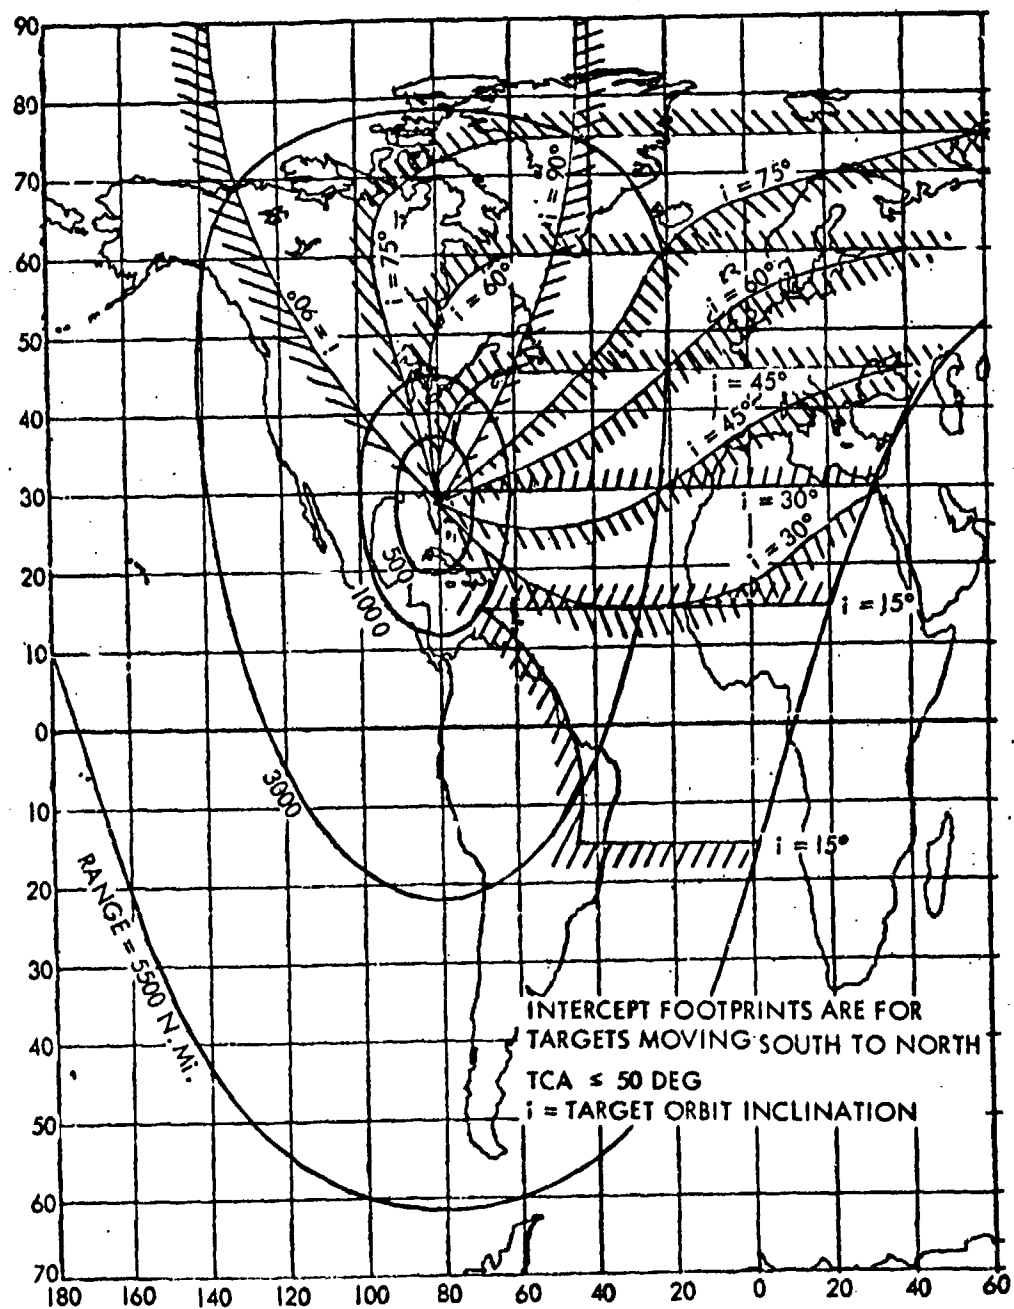 90
80
70
60
50
40
30
20
10
0
10
20
30
40
50
60
70
180 160 140 120 100 80 60 40 20 0 20 40 60
i = 90°
i = 90°
i = 75°
i = 75°
i = 60°
i = 60°
i = 45°
i = 45°
i = 30°
i = 30°
i = 15°
i = 15°
500
1000
3000
RANGE = 5500 N. Mi.
INTERCEPT FOOTPRINTS ARE FOR
TARGETS MOVING SOUTH TO NORTH
TCA ≤ 50 DEG
i = TARGET ORBIT INCLINATION